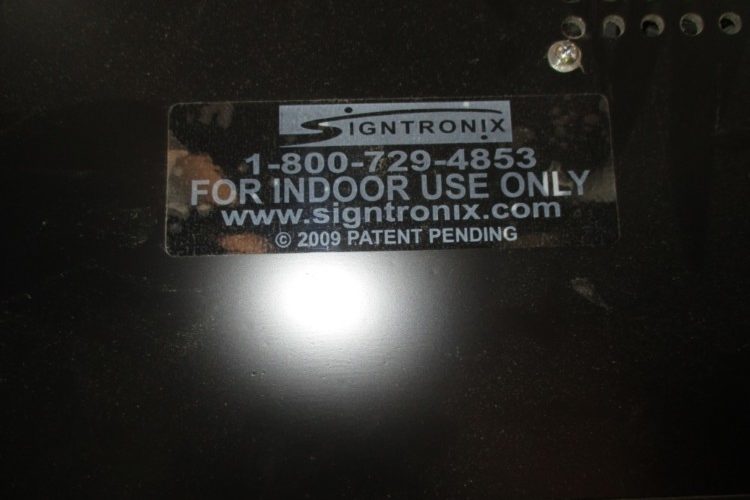 SIGNTRONIX
1-800-729-4853
FOR INDOOR USE ONLY
www.signtronix.com
© 2009 PATENT PENDING